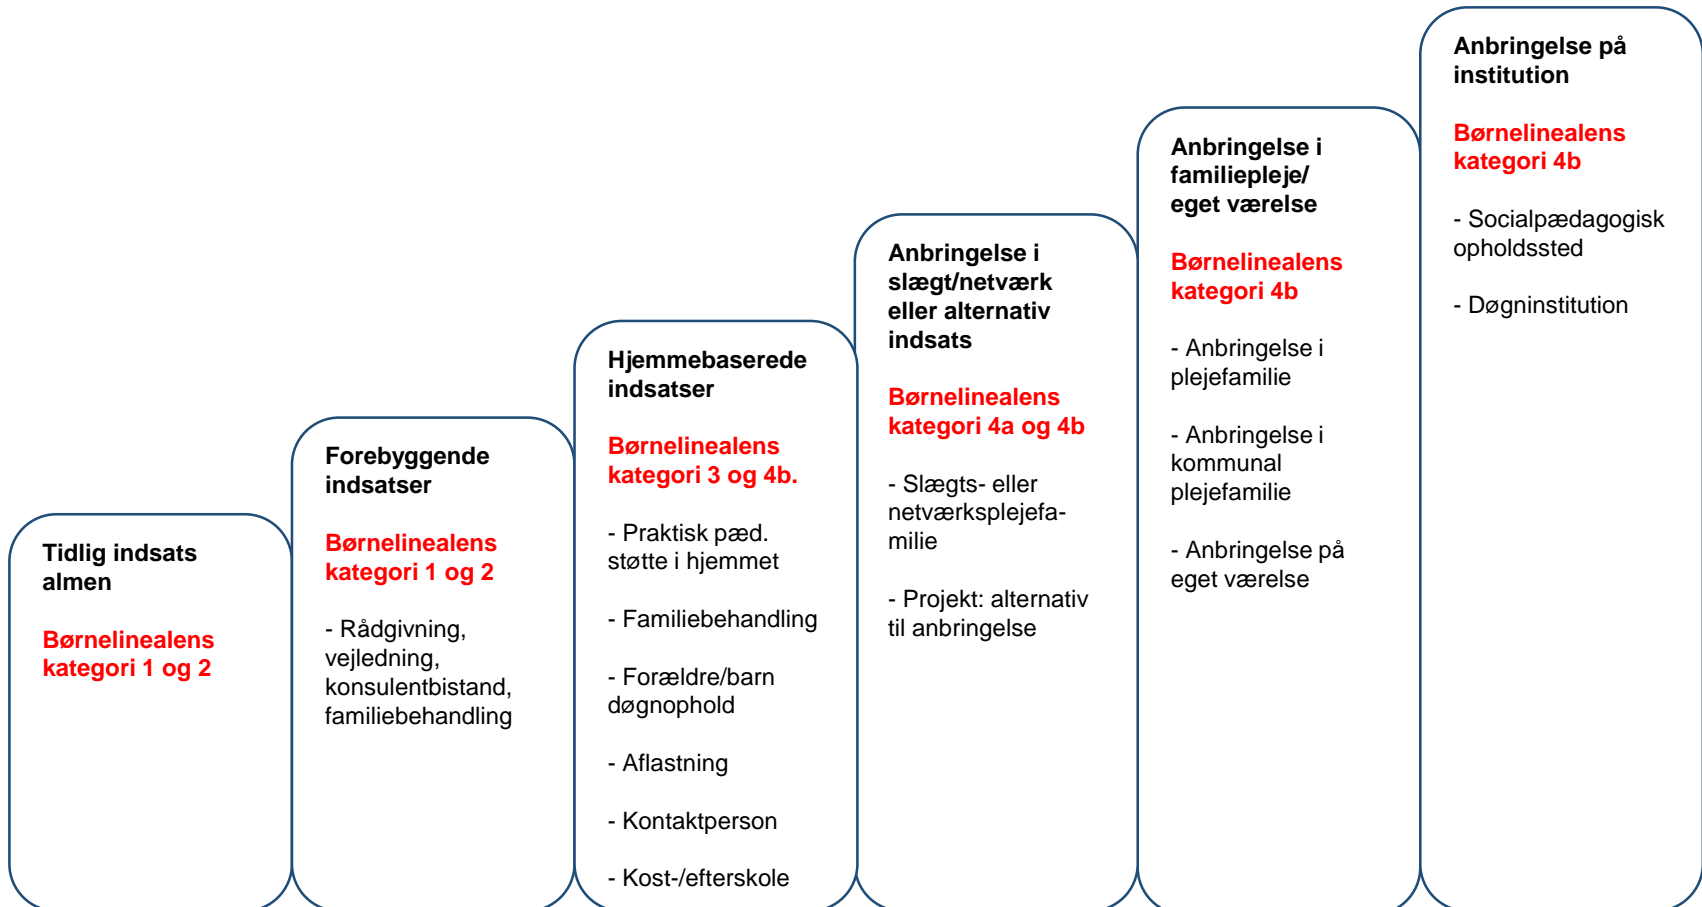 Tidlig indsats
almen
Børnelinealens
kategori 1 og 2
Forebyggende
indsatser
Børnelinealens
kategori 1 og 2
- Rådgivning,
vejledning,
konsulentbistand,
familiebehandling
Hjemmebaserede
indsatser
Børnelinealens
kategori 3 og 4b.
- Praktisk pæd.
støtte i hjemmet
- Familiebehandling
- Forældre/barn
døgnophold
- Aflastning
- Kontaktperson
- Kost-/efterskole
Anbringelse i
slægt/netværk
eller alternativ
indsats
Børnelinealens
kategori 4a og 4b
- Slægts- eller
netværksplejefa-
milie
- Projekt: alternativ
til anbringelse
Anbringelse i
familiepleje/
eget værelse
Børnelinealens
kategori 4b
- Anbringelse i
plejefamilie
- Anbringelse i
kommunal
plejefamilie
- Anbringelse på
eget værelse
Anbringelse på
institution
Børnelinealens
kategori 4b
- Socialpædagogisk
opholdssted
- Døgninstitution